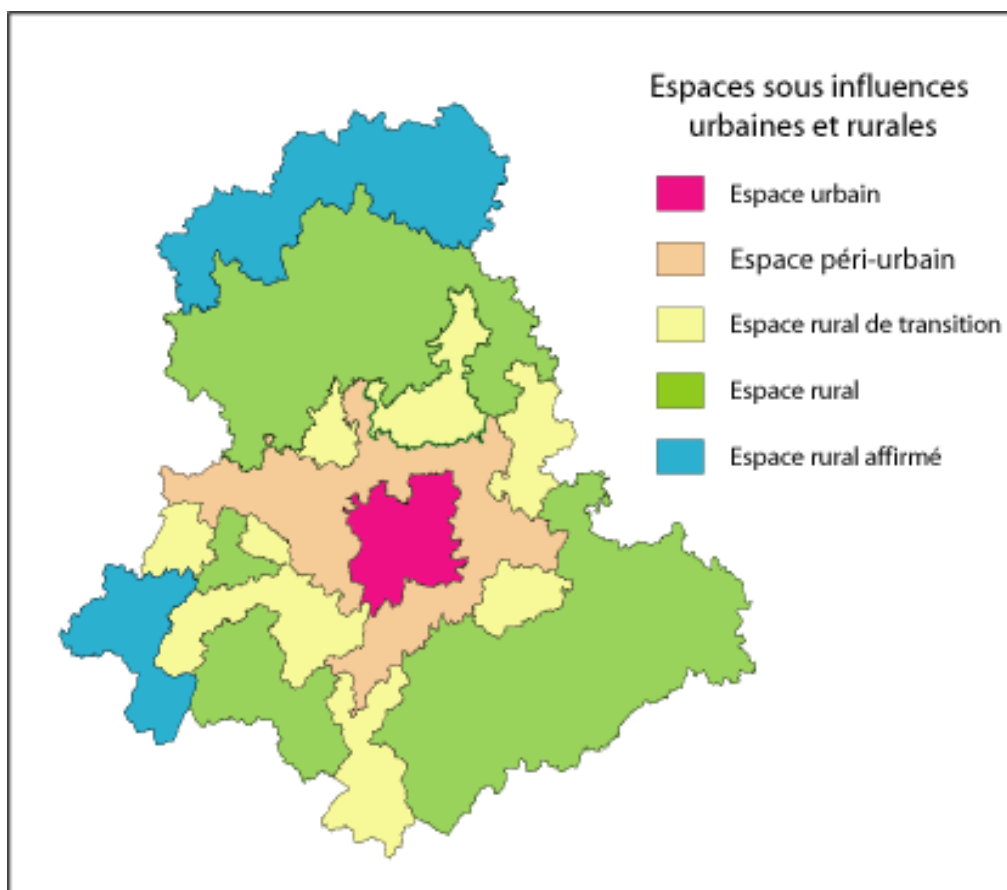 Espaces sous influences
urbaines et rurales
Espace urbain
Espace péri-urbain
Espace rural de transition
Espace rural
Espace rural affirmé